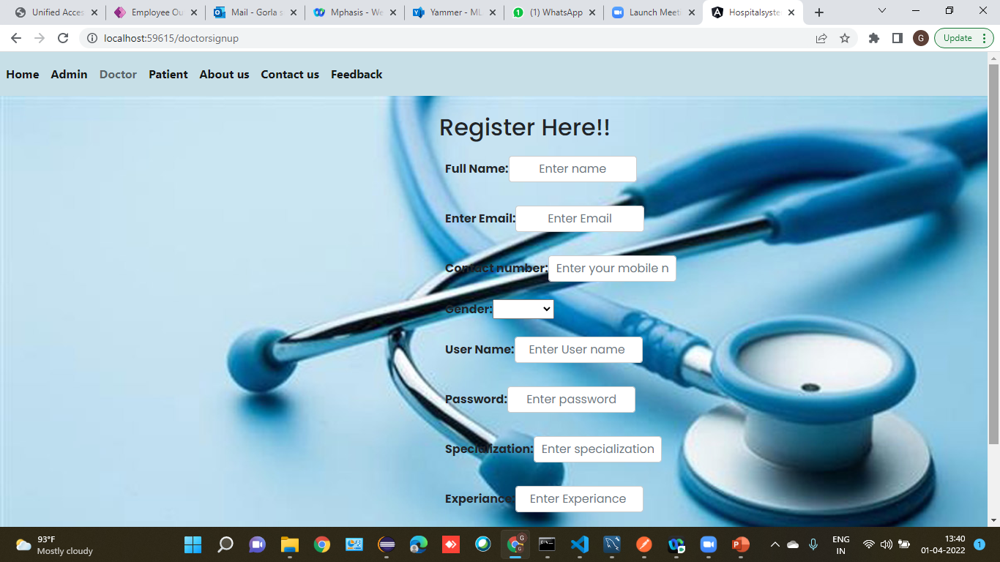 Unified Acces
Employee Ou
Mail - Gorla s
Mphasis - We
Yammer - ML
(1) WhatsApp
Launch Meeti
Hospitalsyste
localhost:59615/doctorsignup
G
Update
Home Admin Doctor Patient About us Contact us Feedback
Register Here!!
Full Name: Enter name
Enter Email: Enter Email
Contact number: Enter your mobile n
Gender:
User Name: Enter User name
Password: Enter password
Specialization: Enter specialization
Experiance: Enter Experiance
93°F
Mostly cloudy
ENG
IN
13:40
01-04-2022
1